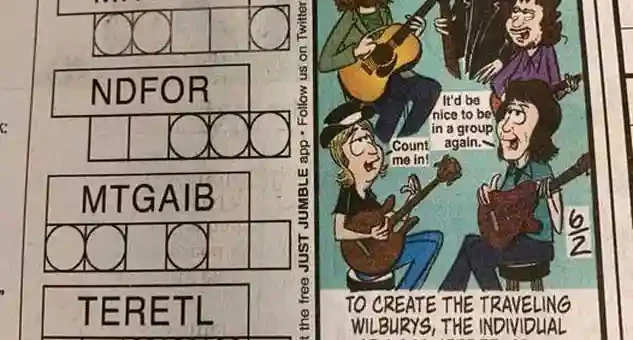 NDFOR
MTGAIB
TERETL
the free JUST JUMBLE app • Follow us on Twitter
It'd be
nice to be
in a group
again.
Count
me in!
6/2
TO CREATE THE TRAVELING
WILBURYS, THE INDIVIDUAL